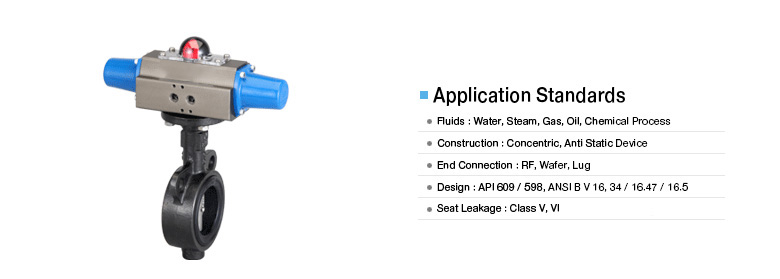 Application Standards
Fluids : Water, Steam, Gas, Oil, Chemical Process
Construction : Concentric, Anti Static Device
End Connection : RF, Wafer, Lug
Design : API 609 / 598, ANSI B V 16, 34 / 16.47 / 16.5
Seat Leakage : Class V, VI